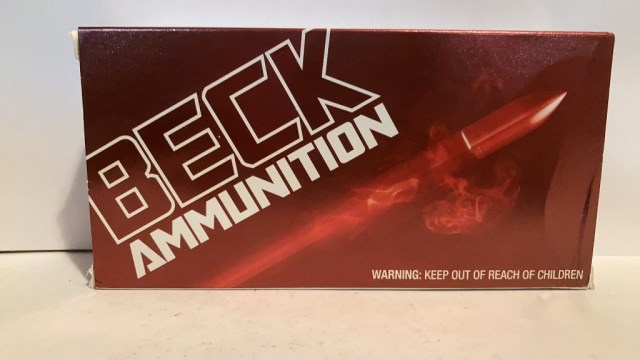 BECK
AMMUNITION
WARNING: KEEP OUT OF REACH OF CHILDREN